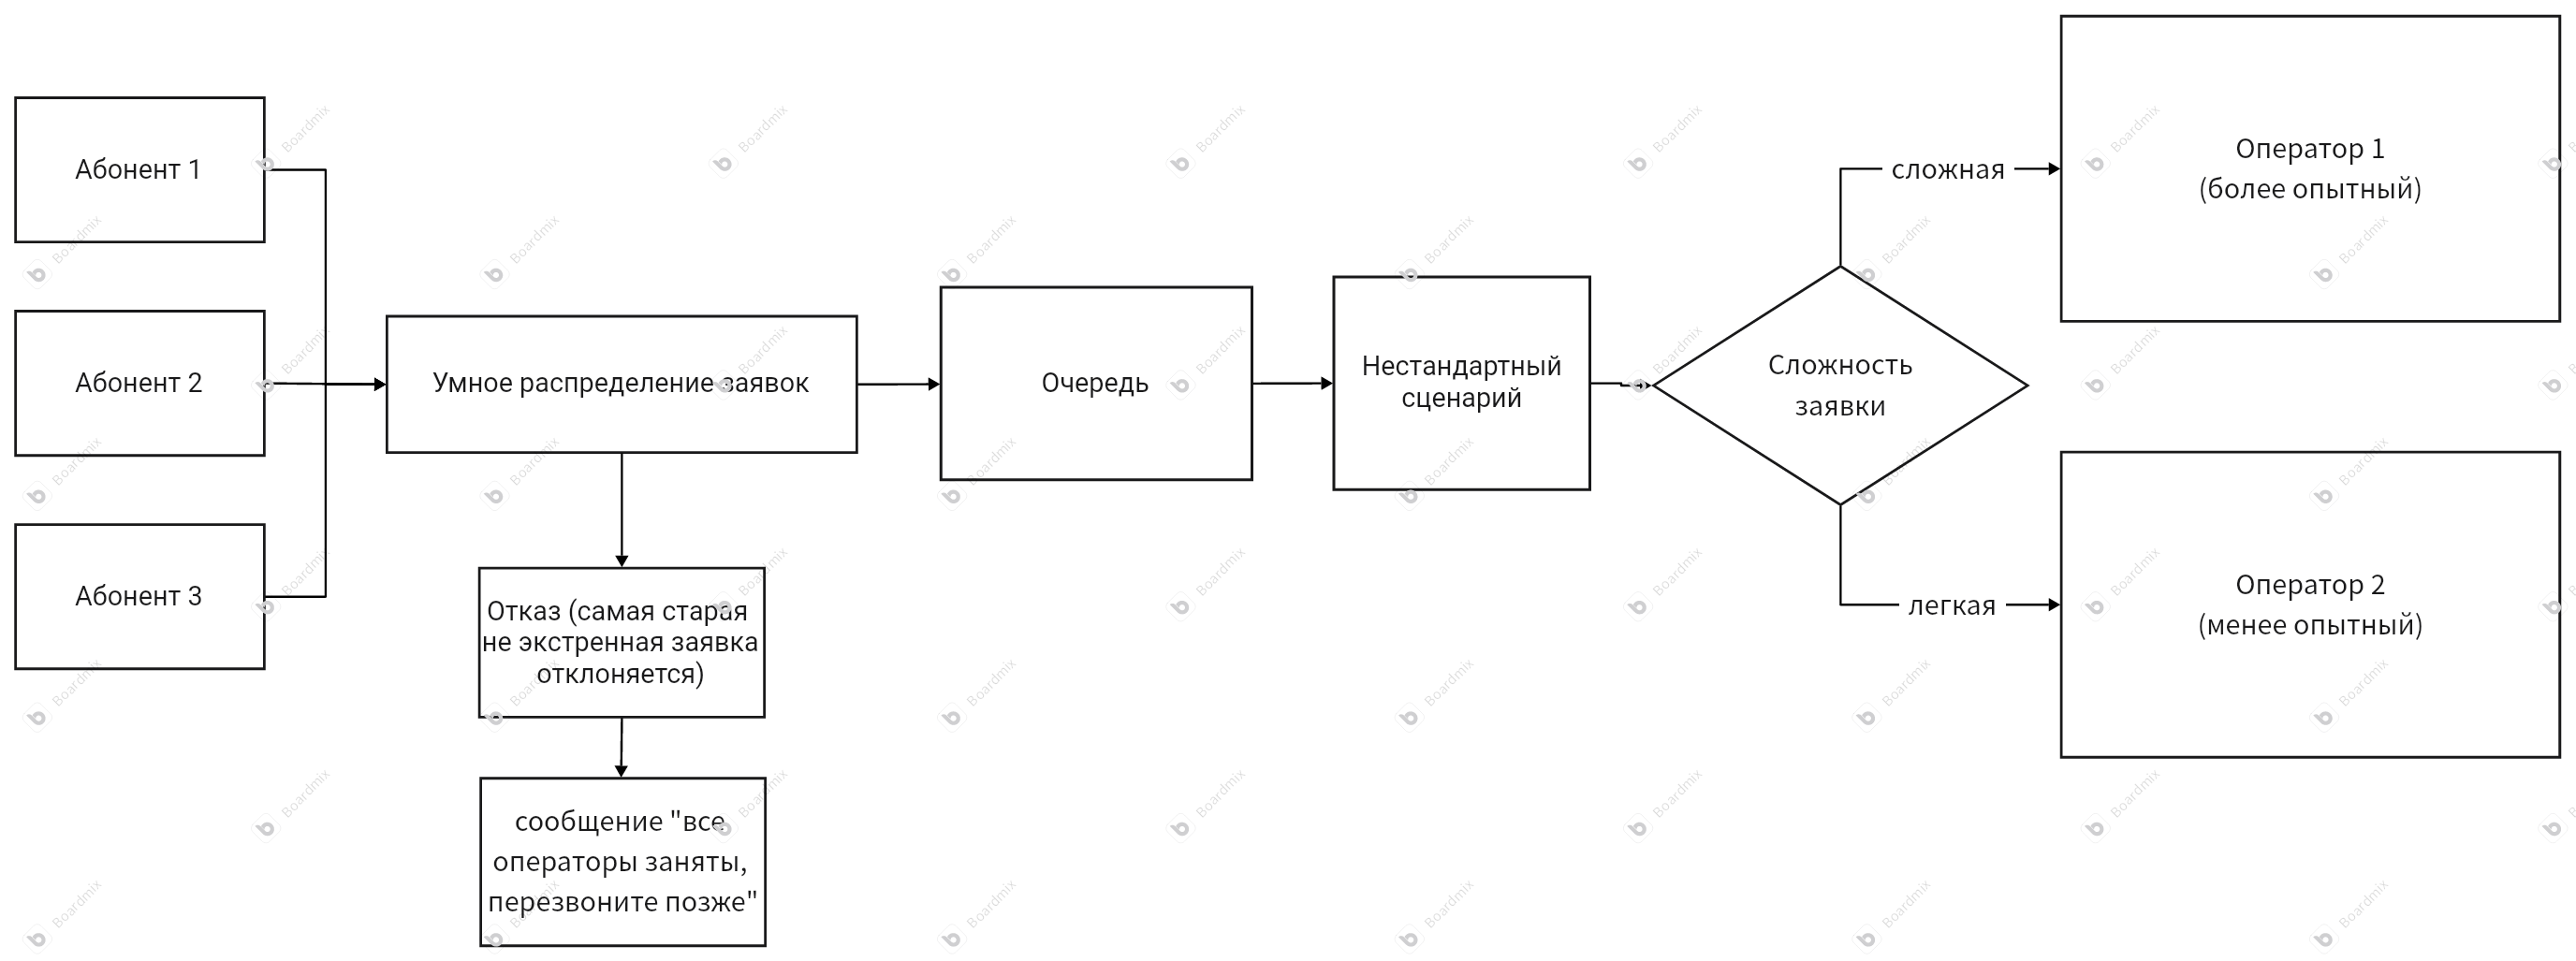 Абонент 1
Абонент 2
Абонент 3
Умное распределение заявок
Отказ (самая старая
не экстренная заявка
отклоняется)
сообщение "все
операторы заняты,
перезвоните позже"
Очередь
Нестандартный
сценарий
Сложность
заявки
сложная
легкая
Оператор 1
(более опытный)
Оператор 2
(менее опытный)
Boardmix